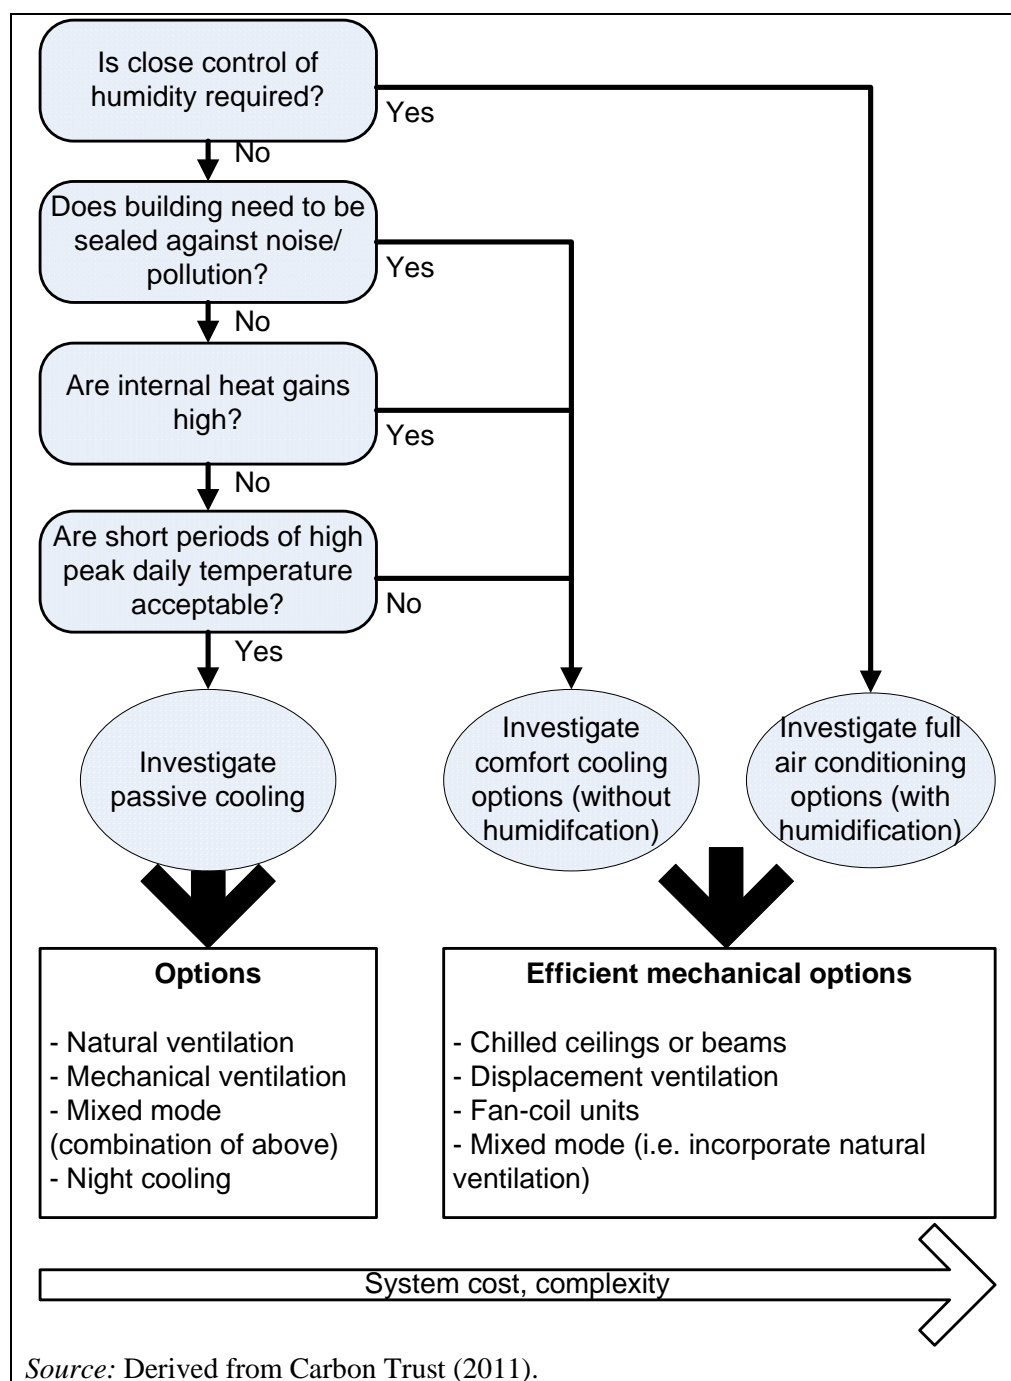 Is close control of
humidity required?
Yes
No
Does building need to be
sealed against noise/
pollution?
Yes
No
Are internal heat gains
high?
Yes
No
Are short periods of high
peak daily temperature
acceptable?
No
Yes
Investigate
passive cooling
Investigate
comfort cooling
options (without
humidifcation)
Investigate full
air conditioning
options (with
humidification)
Options
- Natural ventilation
- Mechanical ventilation
- Mixed mode
(combination of above)
- Night cooling
Efficient mechanical options
- Chilled ceilings or beams
- Displacement ventilation
- Fan-coil units
- Mixed mode (i.e. incorporate natural
ventilation)
System cost, complexity
Source: Derived from Carbon Trust (2011).